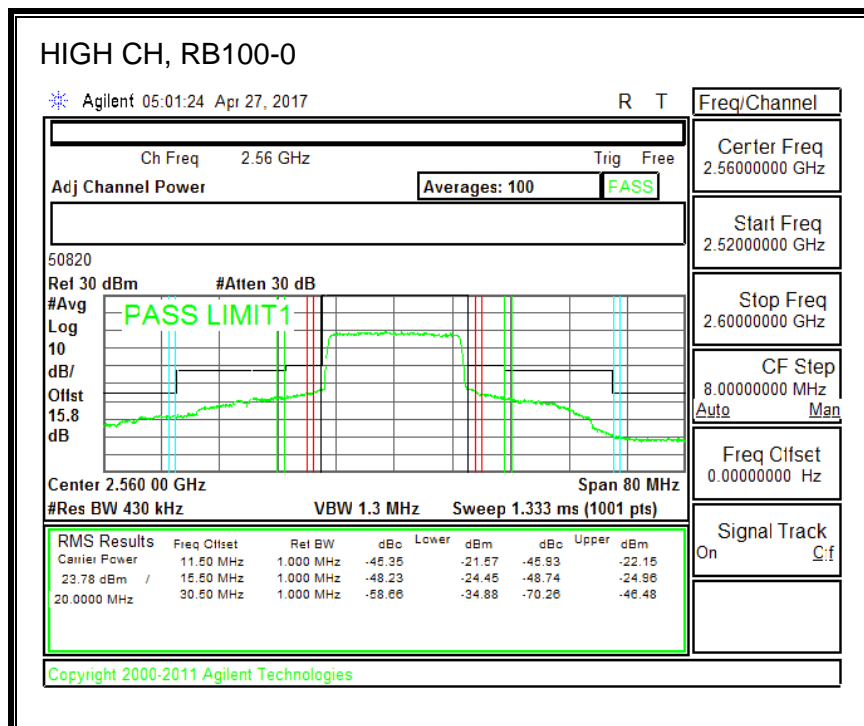 HIGH CH, RB100-0
Agilent 05:01:24 Apr 27, 2017 R T
Freq/Channel
Ch Freq 2.56 GHz Trig Free
Adj Channel Power Averages: 100 PASS
Center Freq
2.56000000 GHz
Start Freq
2.52000000 GHz
Stop Freq
2.60000000 GHz
CF Step
8.00000000 MHz
Auto Man
Freq Offset
0.00000000 Hz
Signal Track
On Off
50820
Ref 30 dBm #Atten 30 dB
#Avg
Log
10
dB/
Offst
15.8
dB
PASS LIMIT1
Center 2.560 00 GHz Span 80 MHz
#Res BW 430 kHz VBW 1.3 MHz Sweep 1.333 ms (1001 pts)
RMS Results Freq Offset Ref BW dBc Lower dBm dBc Upper dBm
Carrier Power 11.50 MHz 1.000 MHz -45.35 -21.57 -45.93 -22.15
23.78 dBm / 15.50 MHz 1.000 MHz -48.23 -24.45 -48.74 -24.96
20.0000 MHz 30.50 MHz 1.000 MHz -58.66 -34.88 -70.26 -46.48
Copyright 2000-2011 Agilent Technologies